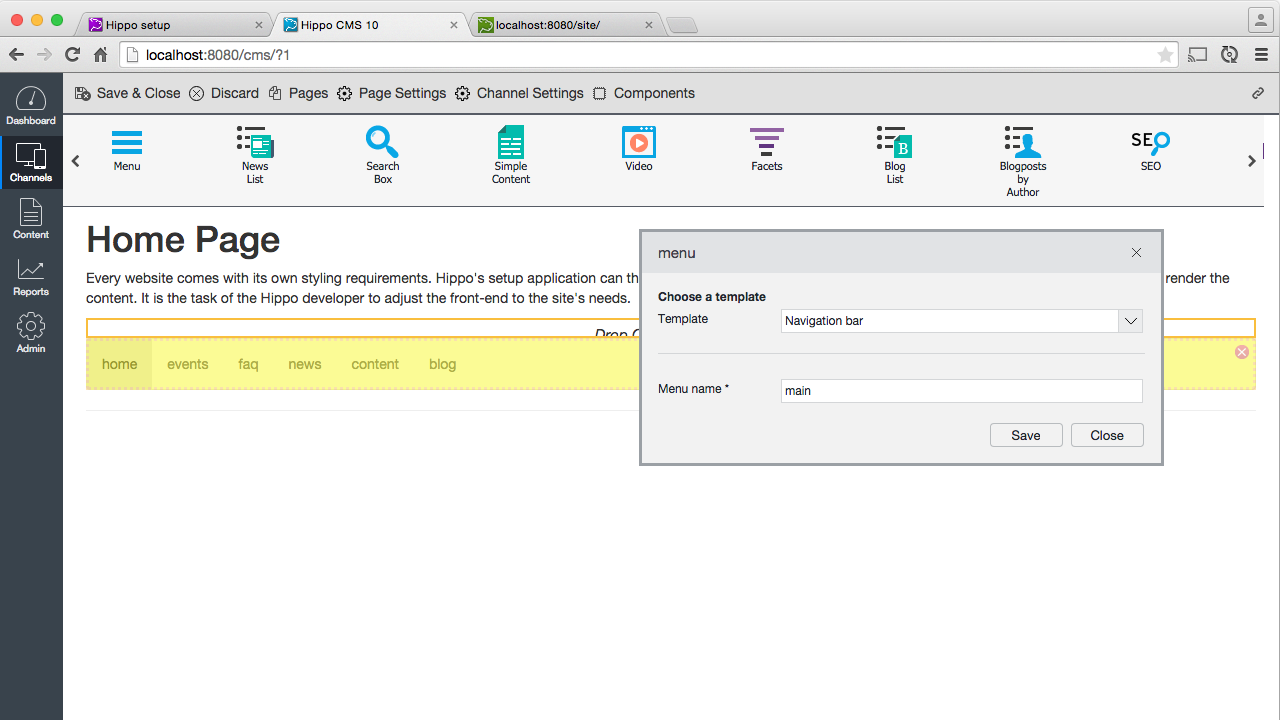 Hippo setup
Hippo CMS 10
localhost:8080/site/
localhost:8080/cms/?1
Save & Close Discard Pages Page Settings Channel Settings Components
Dashboard
Channels
Content
Reports
Admin
Menu
News
List
Search
Box
Simple
Content
Video
Facets
B
Blog
List
Blogposts
by
Author
SEO
SEO
Home Page
Every website comes with its own styling requirements. Hippo's setup application can th
render the
content. It is the task of the Hippo developer to adjust the front-end to the site's needs.
Drop
home events faq news content blog
menu
Choose a template
Template
Navigation bar
Menu name *
main
Save
Close